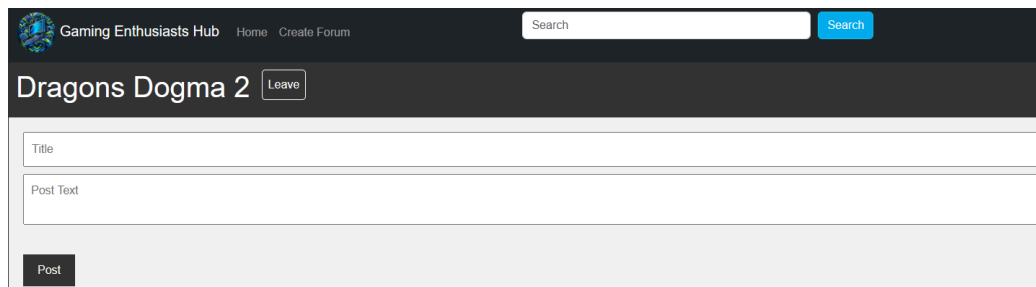 Gaming Enthusiasts Hub Home Create Forum Search Search
Dragons Dogma 2 Leave
Title
Post Text
Post